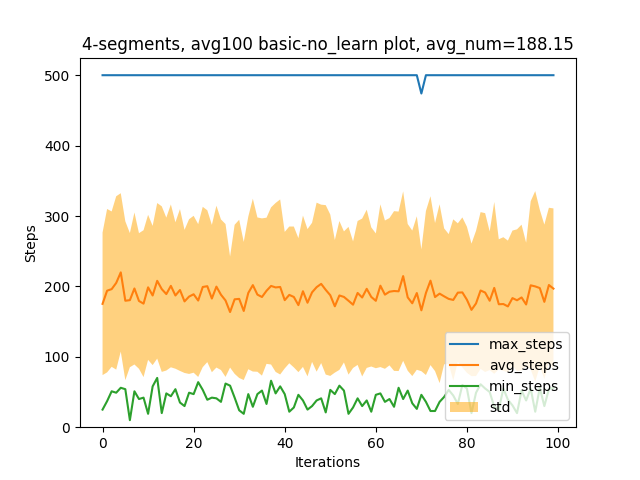 4-segments, avg100 basic-no_learn plot, avg_num=188.15
Steps
500
400
300
200
100
0
max_steps
avg_steps
min_steps
std
0 20 40 60 80 100
Iterations